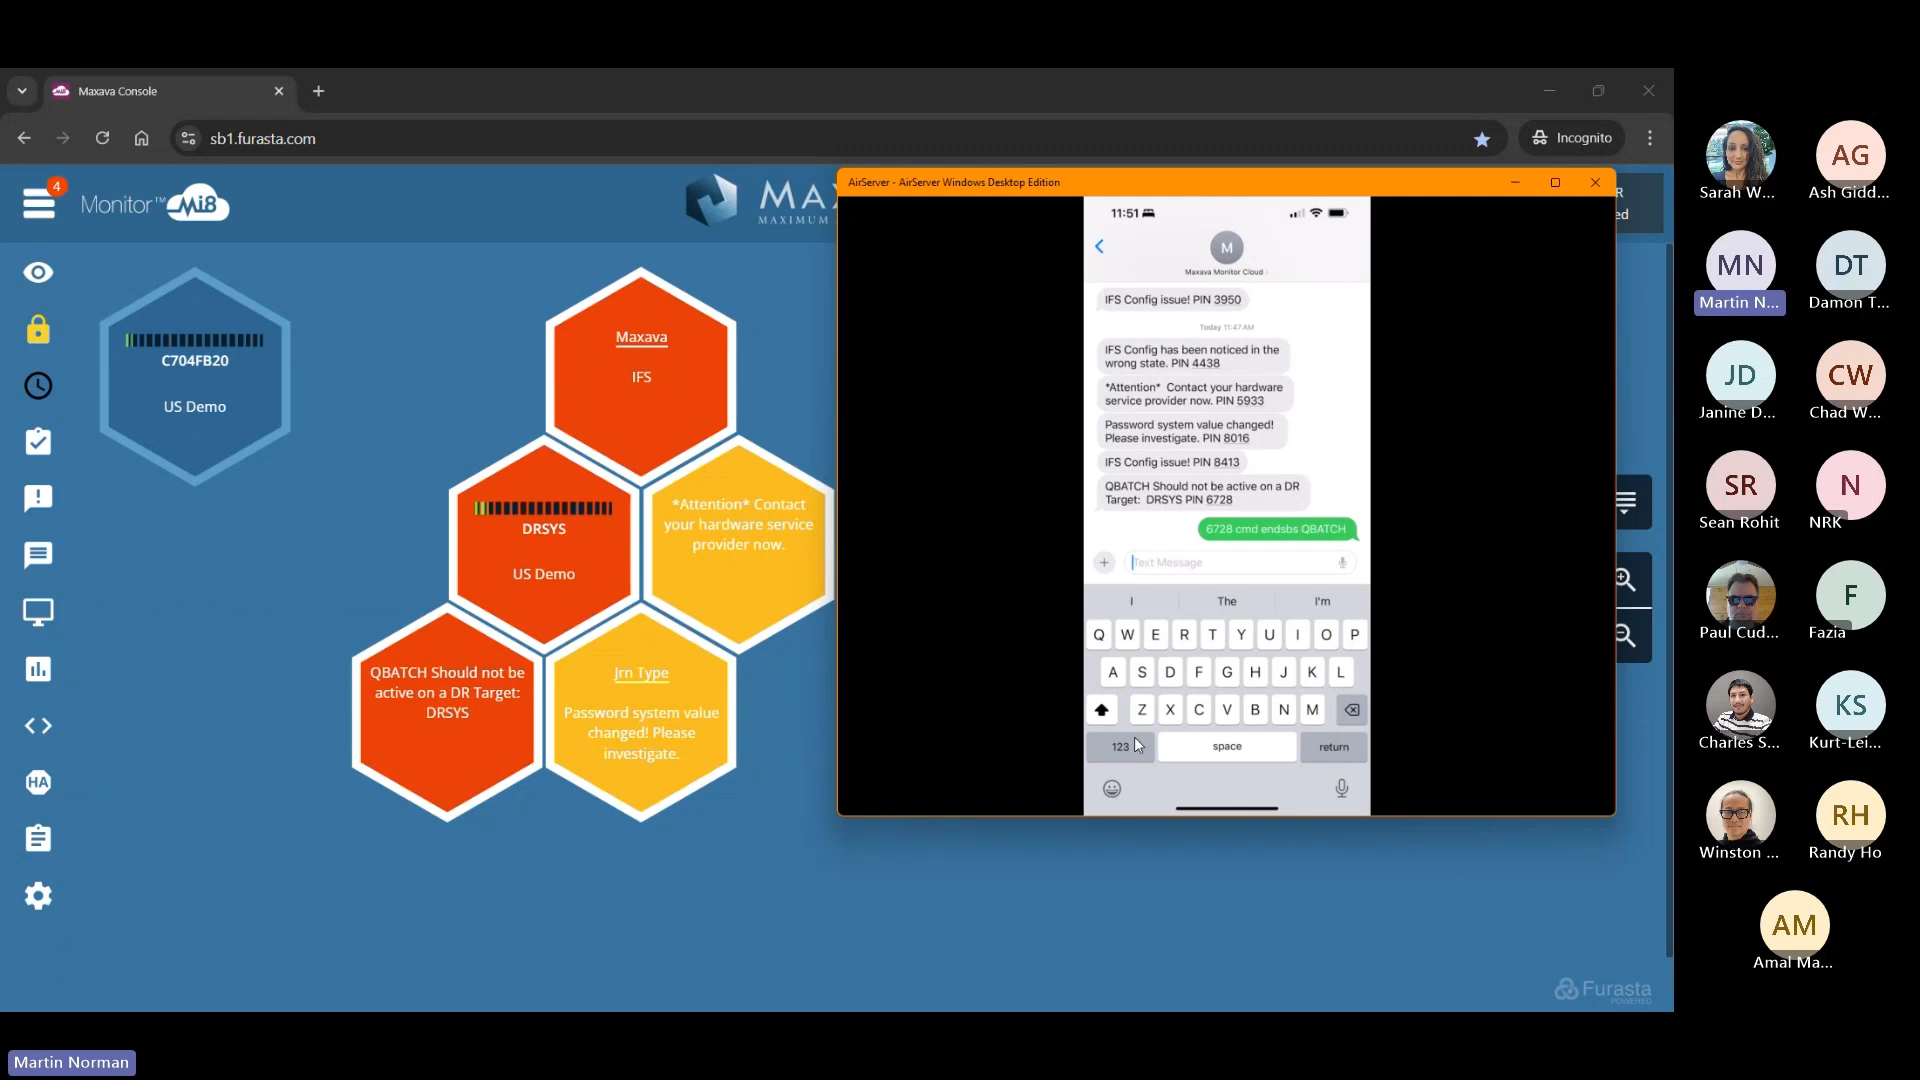 Maxava Console
sb1.furasta.com
Incognito
4
Monitor™ Mi8
MAX
MAXIMUM
AirServer - AirServer Windows Desktop Edition
R
ed
C704FB20
US Demo
Maxava
IFS
DRSYS
US Demo
*Attention* Contact
your hardware service
provider now.
QBATCH Should not be
active on a DR Target:
DRSYS
Jrn Type
Password system value
changed! Please
investigate.
HA
11:51
M
Maxava Monitor Cloud
IFS Config issue! PIN 3950
Today 11:47 AM
IFS Config has been noticed in the
wrong state. PIN 4438
*Attention* Contact your hardware
service provider now. PIN 5933
Password system value changed!
Please investigate. PIN 8016
IFS Config issue! PIN 8413
QBATCH Should not be active on a DR
Target: DRSYS PIN 6728
6728 cmd endsbs QBATCH
Text Message
I The I'm
Q W E R T Y U I O P
A S D F G H J K L
Z X C V B N M
123 space return
Furasta
POWERED
Sarah W...
AG
Ash Gidd...
MN
Martin N...
DT
Damon T...
JD
Janine D...
CW
Chad W...
SR
Sean Rohit
N
NRK
Paul Cud...
F
Fazia
Charles S...
KS
Kurt-Lei...
Winston ...
RH
Randy Ho
AM
Amal Ma...
Martin Norman